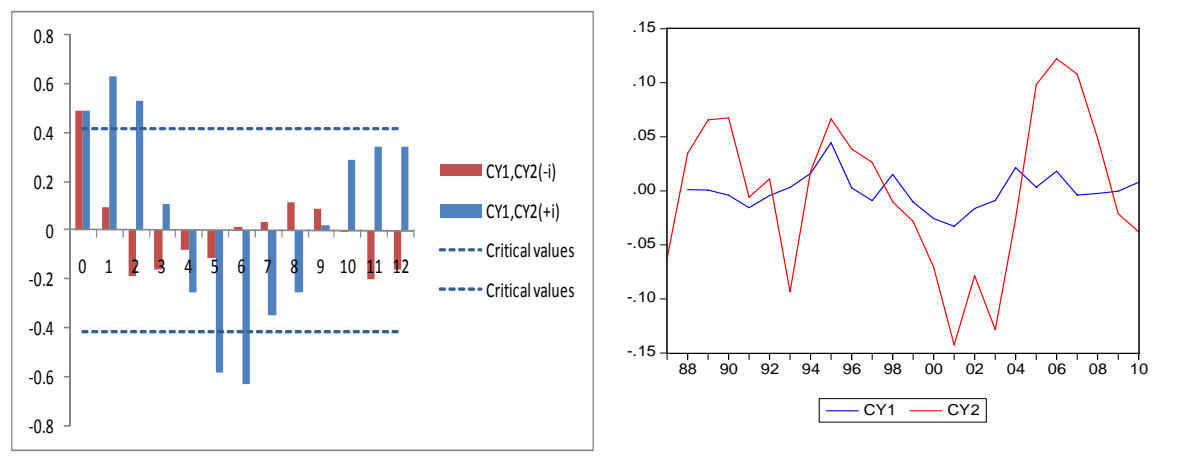 0.8
0.6
0.4
0.2
0
-0.2
-0.4
-0.6
-0.8
0 1 2 3 4 5 6 7 8 9 10 11 12
CY1,CY2(-i)
CY1,CY2(+i)
Critical values
Critical values
.15
.10
.05
.00
-.05
-.10
-.15
88 90 92 94 96 98 00 02 04 06 08 10
CY1 CY2